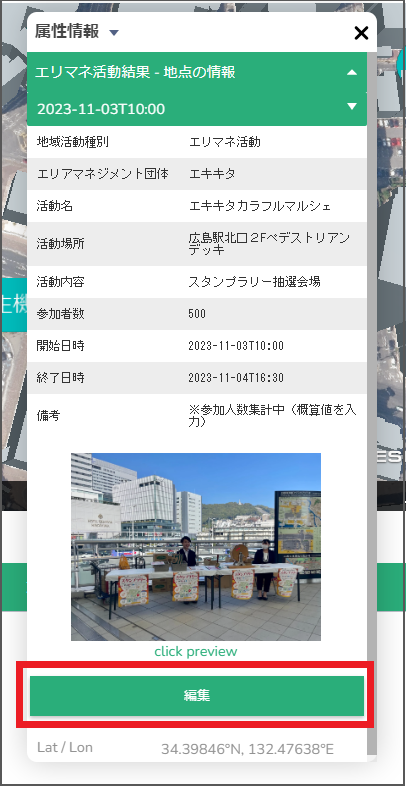 属性情報
エリマネ活動結果 - 地点の情報
2023-11-03T10:00
地域活動種別 エリマネ活動
エリアマネジメント団体 エキキタ
活動名 エキキタカラフルマルシェ
活動場所 広島駅北口２Fペデストリアン
デッキ
活動内容 スタンプラリー抽選会場
参加者数 500
開始日時 2023-11-03T10:00
終了日時 2023-11-04T16:30
備考 ※参加人数集計中（概算値を入
力）
click preview
編集
Lat / Lon 34.39846°N, 132.47638°E
主機
ES